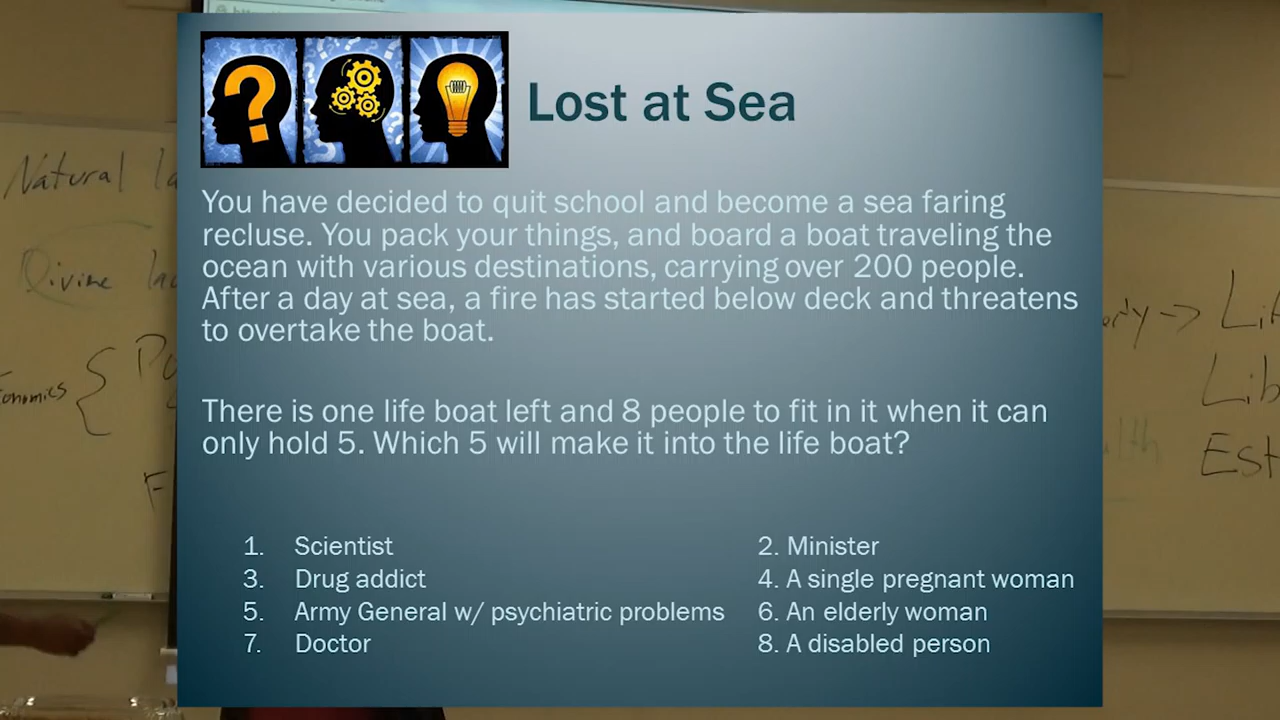 Lost at Sea
You have decided to quit school and become a sea faring
recluse. You pack your things, and board a boat traveling the
ocean with various destinations, carrying over 200 people.
After a day at sea, a fire has started below deck and threatens
to overtake the boat.
There is one life boat left and 8 people to fit in it when it can
only hold 5. Which 5 will make it into the life boat?
1. Scientist
2. Minister
3. Drug addict
4. A single pregnant woman
5. Army General w/ psychiatric problems
6. An elderly woman
7. Doctor
8. A disabled person
Natural
Divine